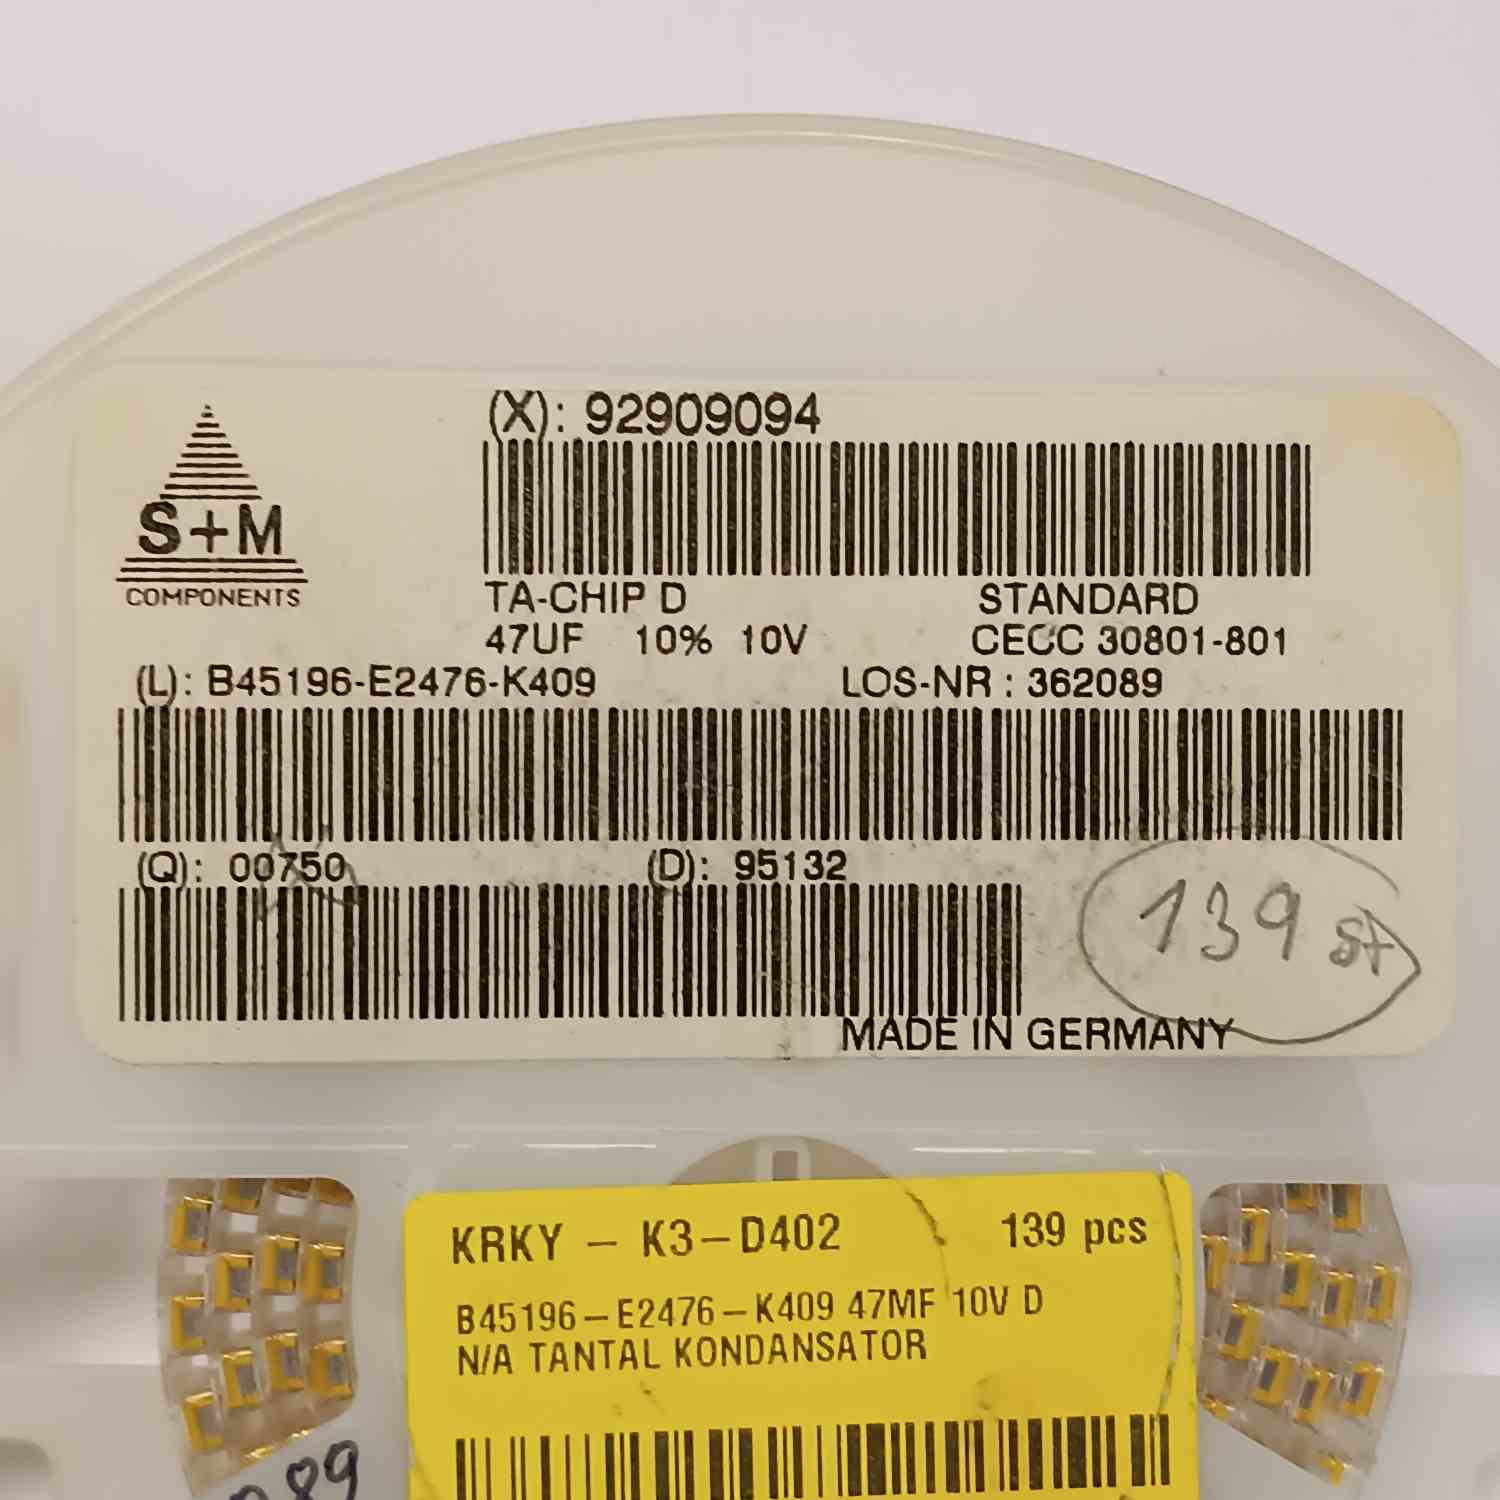 (X): 92909094
S+M
COMPONENTS
TA-CHIP D STANDARD
47UF 10% 10V CECC 30801-801
(L): B45196-E2476-K409 LOS-NR : 362089
(Q): 00750 (D): 95132
139 st
MADE IN GERMANY
KRKY - K3-D402 139 pcs
B45196-E2476-K409 47MF 10V D
N/A TANTAL KONDANSATOR